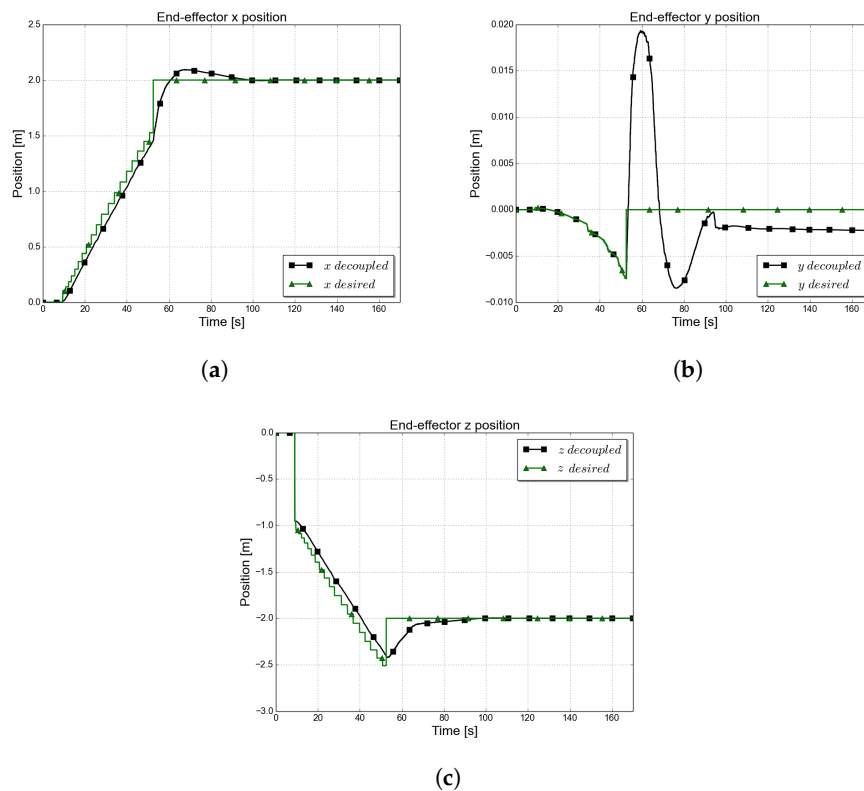 End-effector x position
2.5
2.0
1.5
1.0
0.5
0.0
Position [m]
x decoupled
x desired
0 20 40 60 80 100 120 140 160
Time [s]
(a)
End-effector y position
0.020
0.015
0.010
0.005
0.000
−0.005
−0.010
Position [m]
y decoupled
y desired
0 20 40 60 80 100 120 140 160
Time [s]
(b)
End-effector z position
0.0
−0.5
−1.0
−1.5
−2.0
−2.5
−3.0
Position [m]
z decoupled
z desired
0 20 40 60 80 100 120 140 160
Time [s]
(c)